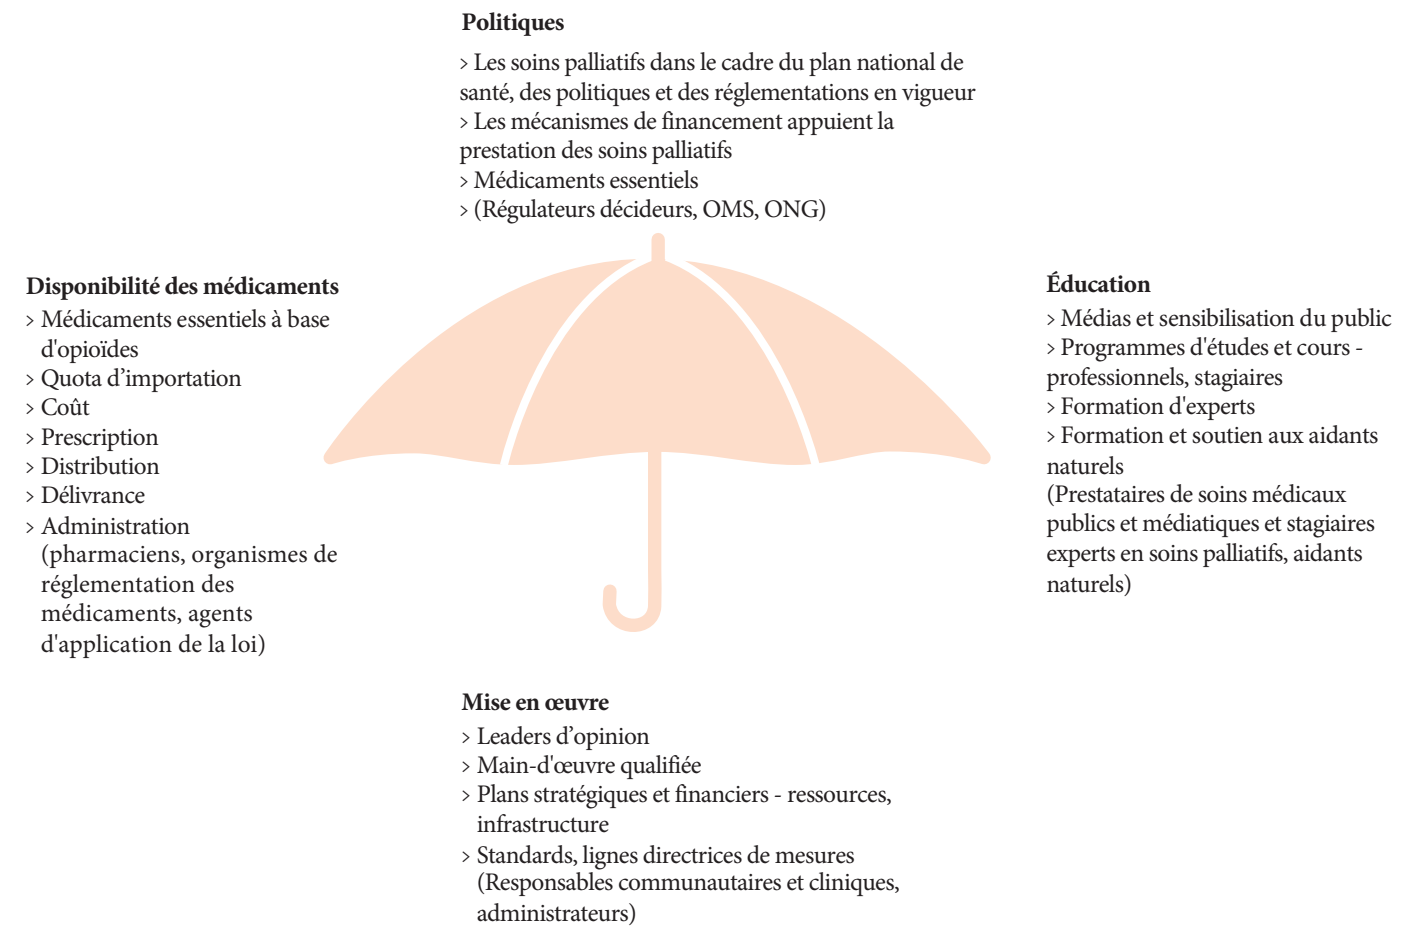 Politiques
> Les soins palliatifs dans le cadre du plan national de
santé, des politiques et des réglementations en vigueur
> Les mécanismes de financement appuient la
prestation des soins palliatifs
> Médicaments essentiels
> (Régulateurs décideurs, OMS, ONG)
Disponibilité des médicaments
> Médicaments essentiels à base
d'opioïdes
> Quota d’importation
> Coût
> Prescription
> Distribution
> Délivrance
> Administration
(pharmaciens, organismes de
réglementation des
médicaments, agents
d'application de la loi)
Éducation
> Médias et sensibilisation du public
> Programmes d'études et cours -
professionnels, stagiaires
> Formation d'experts
> Formation et soutien aux aidants
naturels
(Prestataires de soins médicaux
publics et médiatiques et stagiaires
experts en soins palliatifs, aidants
naturels)
Mise en œuvre
> Leaders d’opinion
> Main-d'œuvre qualifiée
> Plans stratégiques et financiers - ressources,
infrastructure
> Standards, lignes directrices de mesures
(Responsables communautaires et cliniques,
administrateurs)